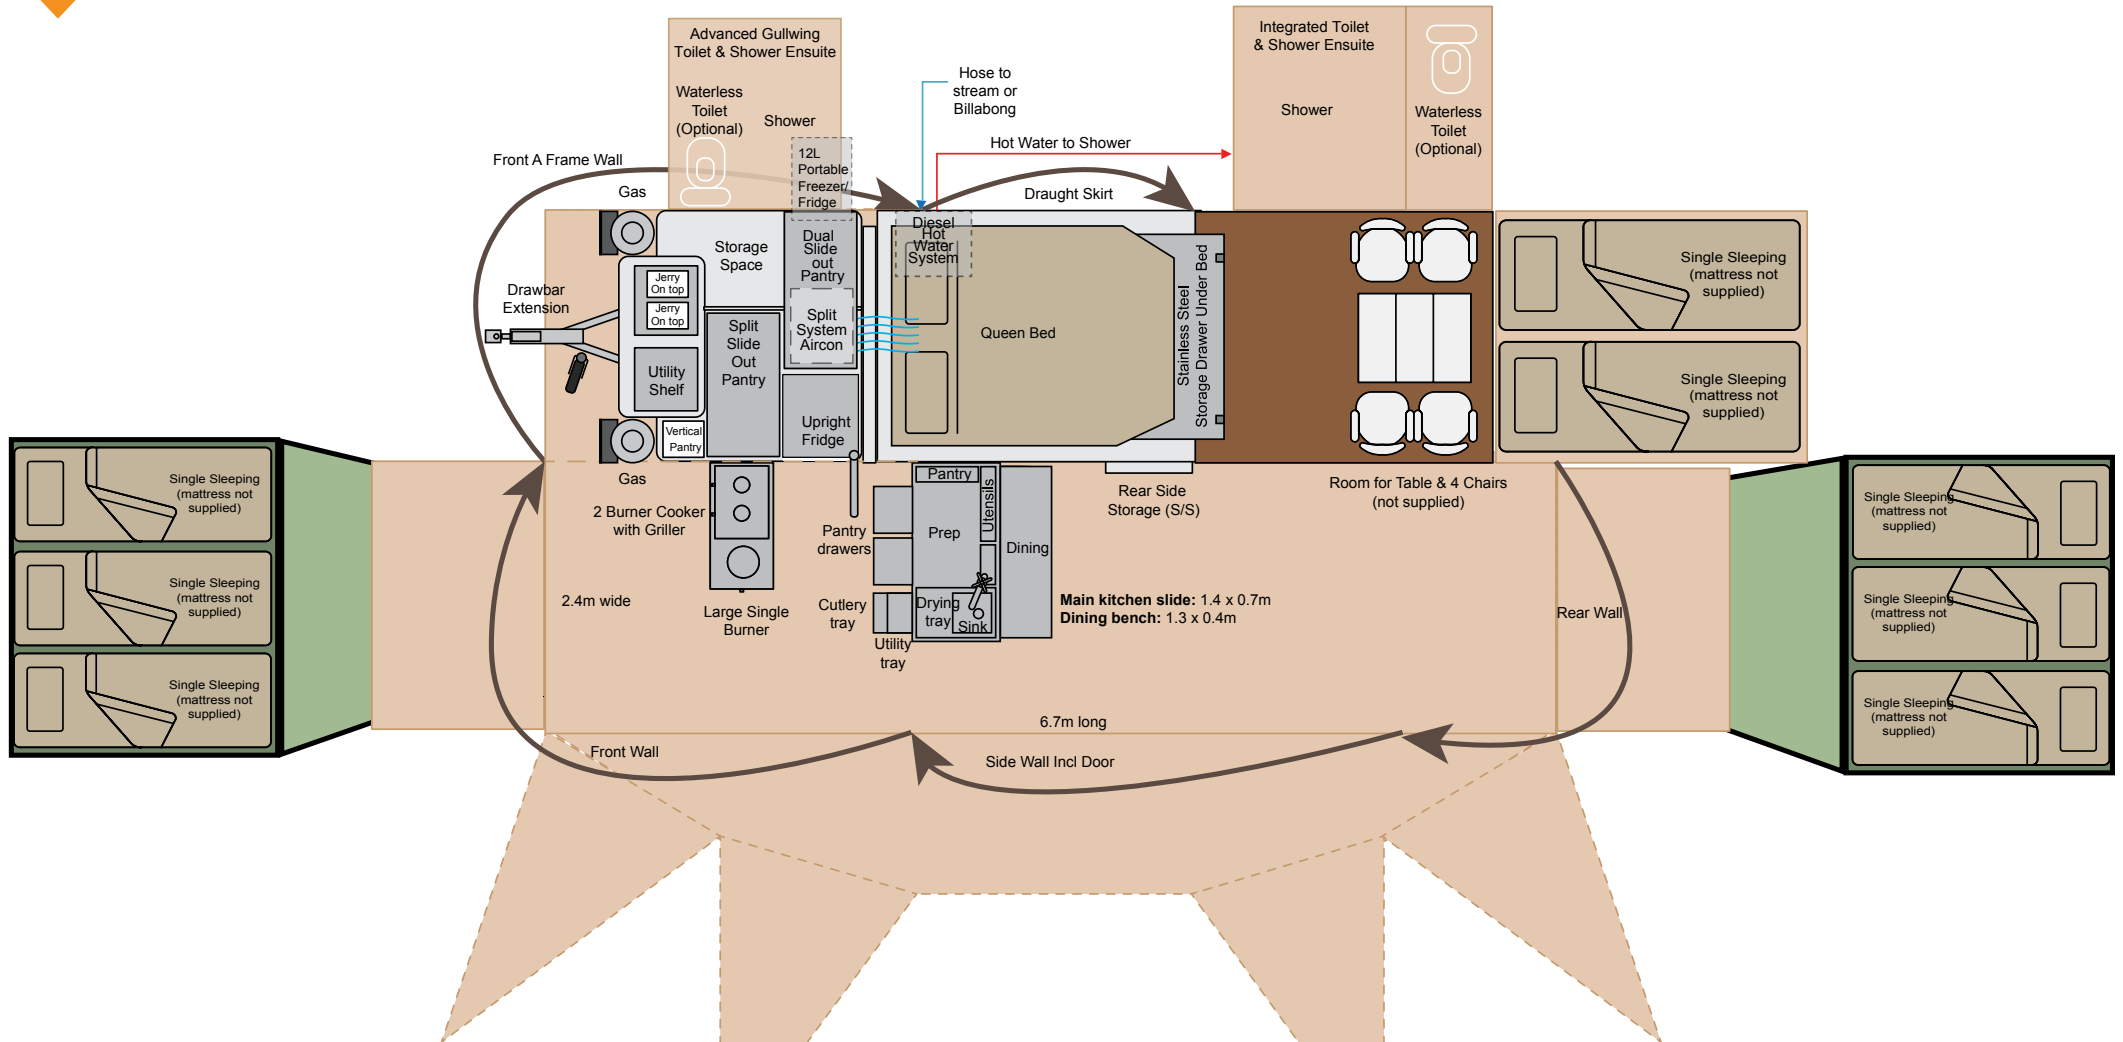 Advanced Gullwing
Toilet & Shower Ensuite
Waterless
Toilet
(Optional)
Shower
12L
Portable
Freezer/
Fridge
Hose to
stream or
Billabong
Hot Water to Shower
Integrated Toilet
& Shower Ensuite
Shower
Waterless
Toilet
(Optional)
Front A Frame Wall
Draught Skirt
Gas
Storage
Space
Dual
Slide
out
Pantry
Diesel
Hot
Water
System
Drawbar
Extension
Jerry
On top
Jerry
On top
Split
Slide
Out
Pantry
Split
System
Aircon
Queen Bed
Stainless Steel
Storage Drawer Under Bed
Single Sleeping
(mattress not
supplied)
Single Sleeping
(mattress not
supplied)
Utility
Shelf
Upright
Fridge
Vertical
Pantry
Gas
2 Burner Cooker
with Griller
Large Single
Burner
Pantry
drawers
Cutlery
tray
Utility
tray
Pantry
Utensils
Prep
Dining
Drying
tray
Sink
Rear Side
Storage (S/S)
Room for Table & 4 Chairs
(not supplied)
Main kitchen slide: 1.4 x 0.7m
Dining bench: 1.3 x 0.4m
2.4m wide
6.7m long
Rear Wall
Front Wall
Side Wall Incl Door
Single Sleeping
(mattress not
supplied)
Single Sleeping
(mattress not
supplied)
Single Sleeping
(mattress not
supplied)
Single Sleeping
(mattress not
supplied)
Single Sleeping
(mattress not
supplied)
Single Sleeping
(mattress not
supplied)